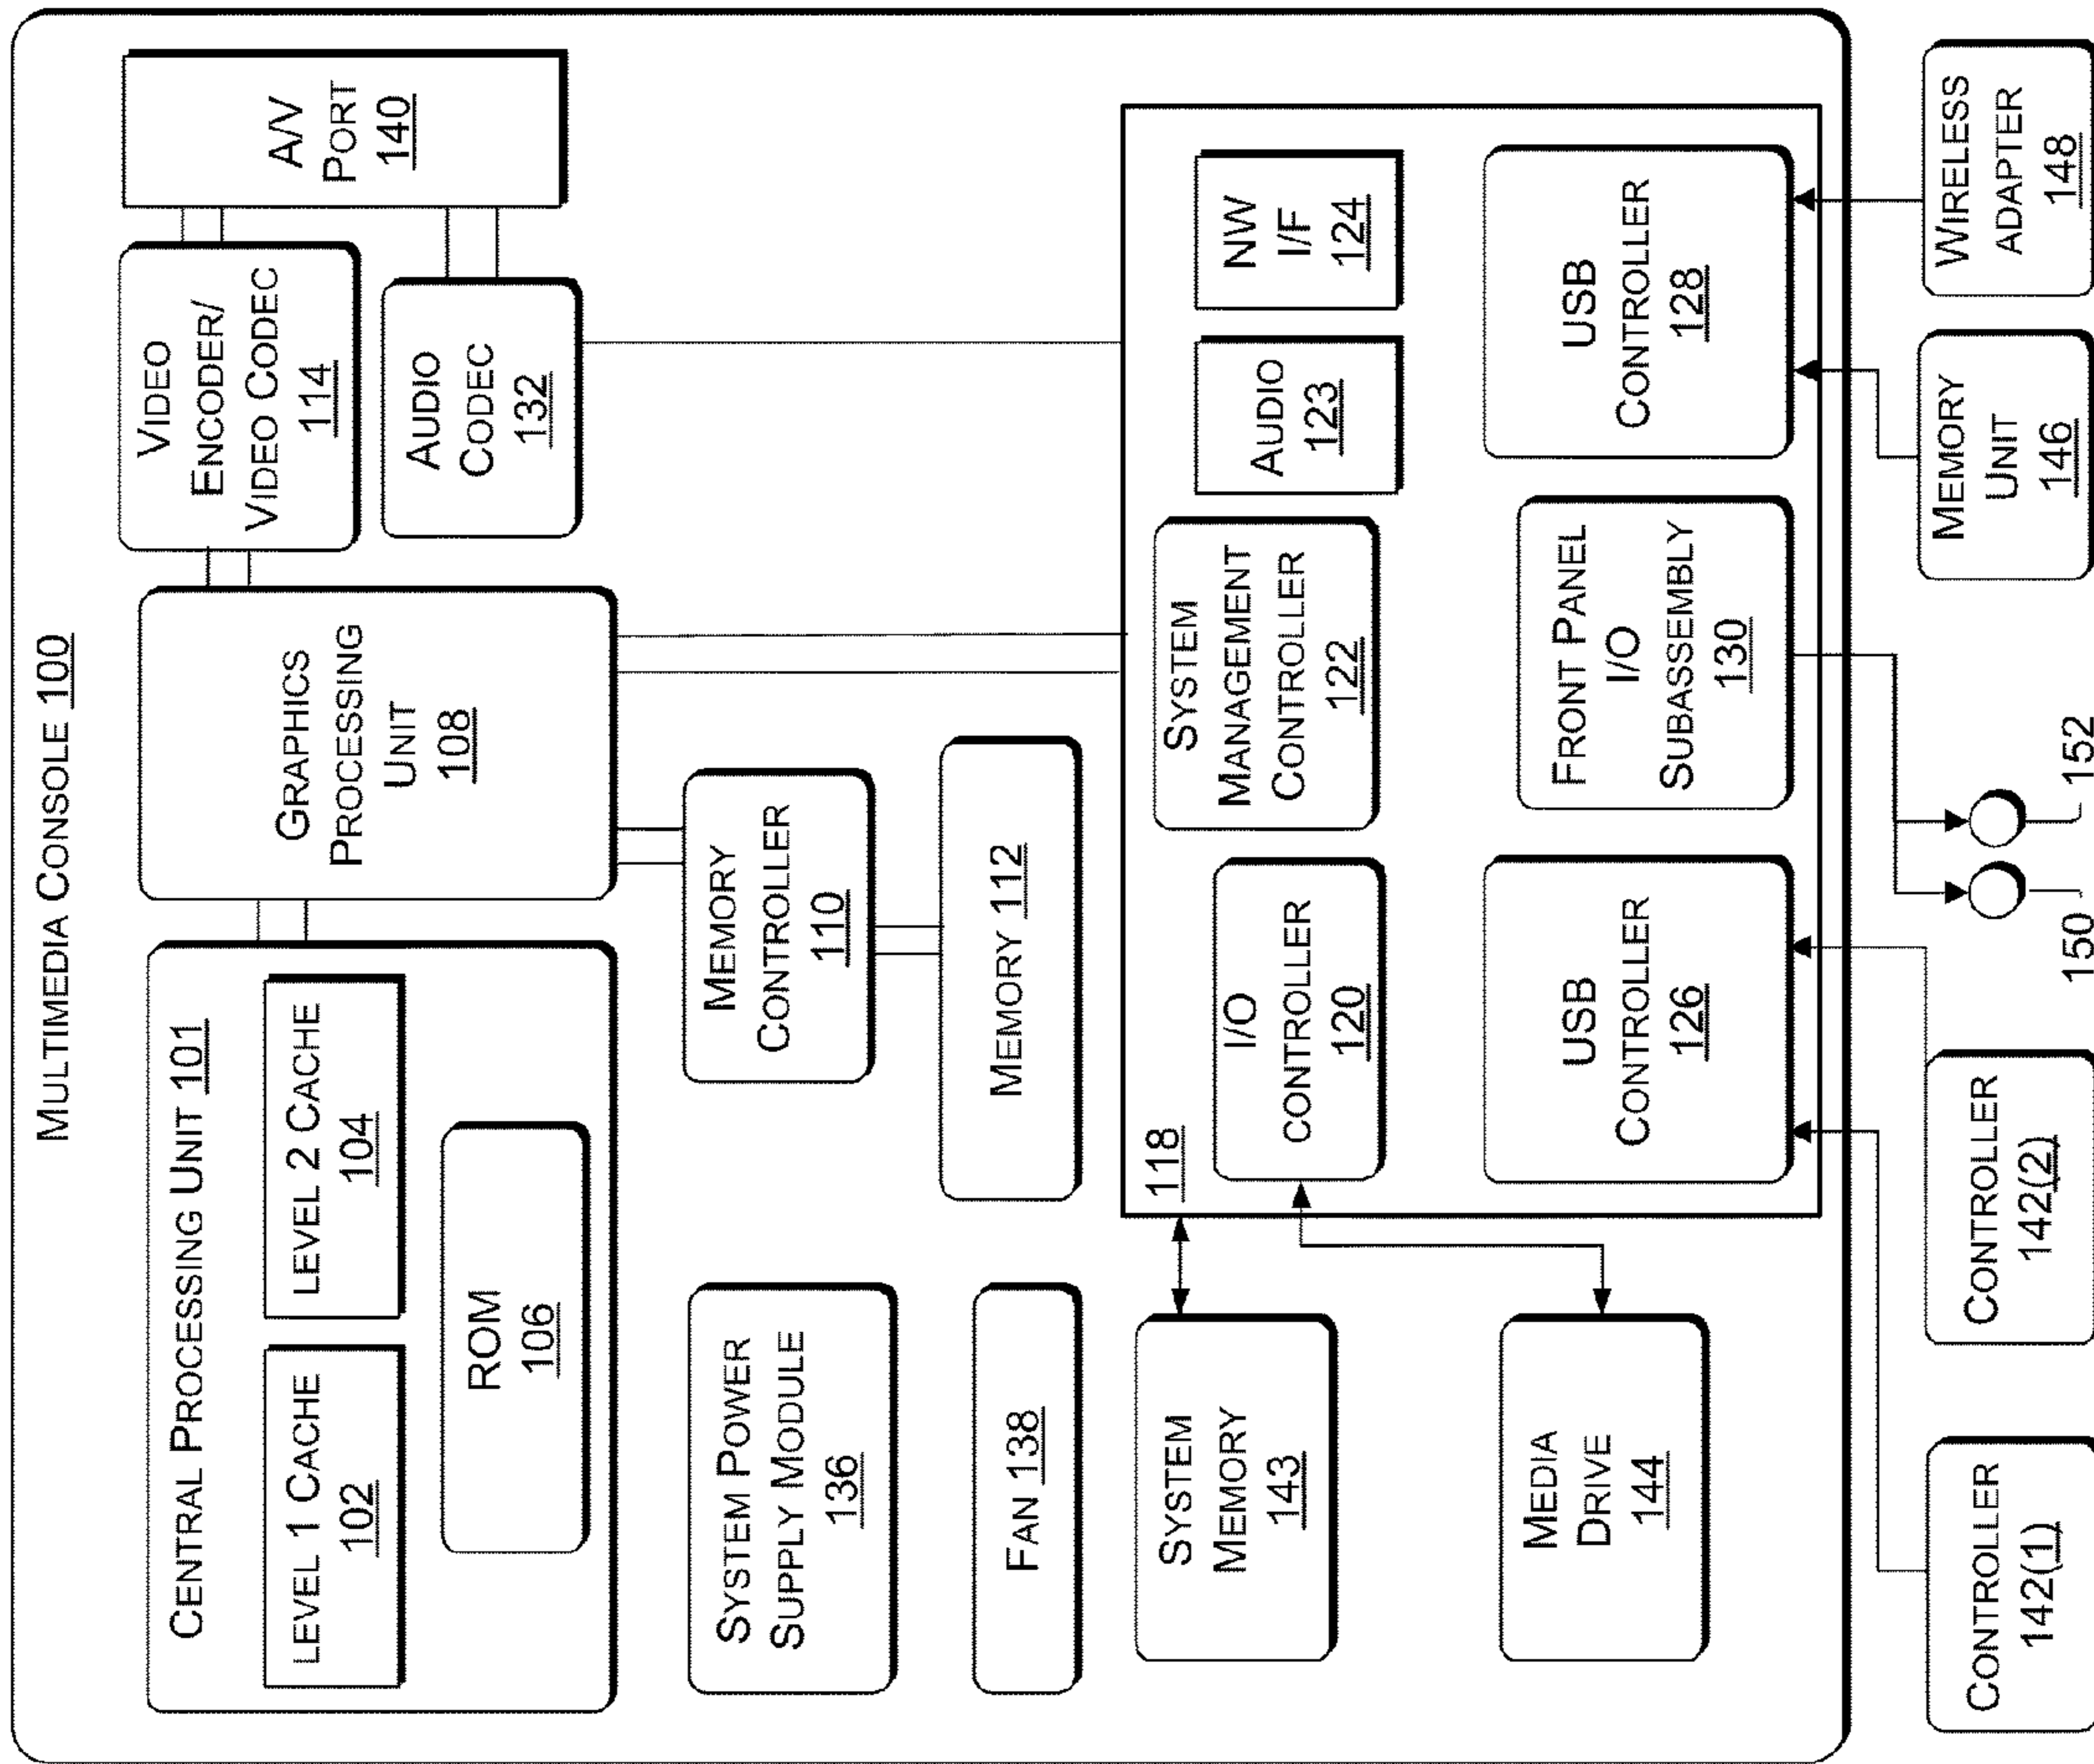 MULTIMEDIA CONSOLE 100
CENTRAL PROCESSING UNIT 101
LEVEL 1 CACHE
102
LEVEL 2 CACHE
104
ROM
106
GRAPHICS
PROCESSING
UNIT
108
VIDEO
ENCODER/
VIDEO CODEC
114
AUDIO
CODEC
132
A/V
PORT
140
SYSTEM POWER
SUPPLY MODULE
136
MEMORY
CONTROLLER
110
FAN 138
MEMORY 112
118
SYSTEM
MEMORY
143
I/O
CONTROLLER
120
SYSTEM
MANAGEMENT
CONTROLLER
122
AUDIO
123
NW
I/F
124
MEDIA
DRIVE
144
USB
CONTROLLER
126
FRONT PANEL
I/O
SUBASSEMBLY
130
USB
CONTROLLER
128
CONTROLLER
142(1)
CONTROLLER
142(2)
150
152
MEMORY
UNIT
146
WIRELESS
ADAPTER
148